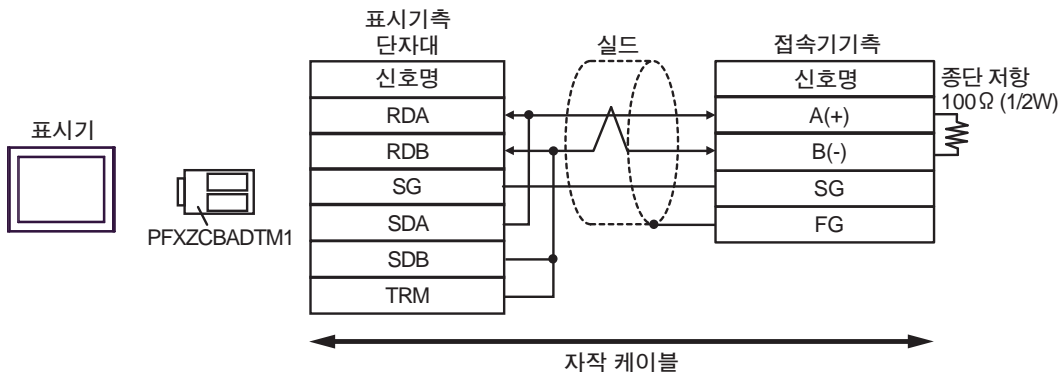 표시기
PFXZCBADTM1
표시기측
단자대
신호명
RDA
RDB
SG
SDA
SDB
TRM
실드
접속기기측
신호명
A(+)
B(-)
SG
FG
종단 저항
100Ω (1/2W)
자작 케이블